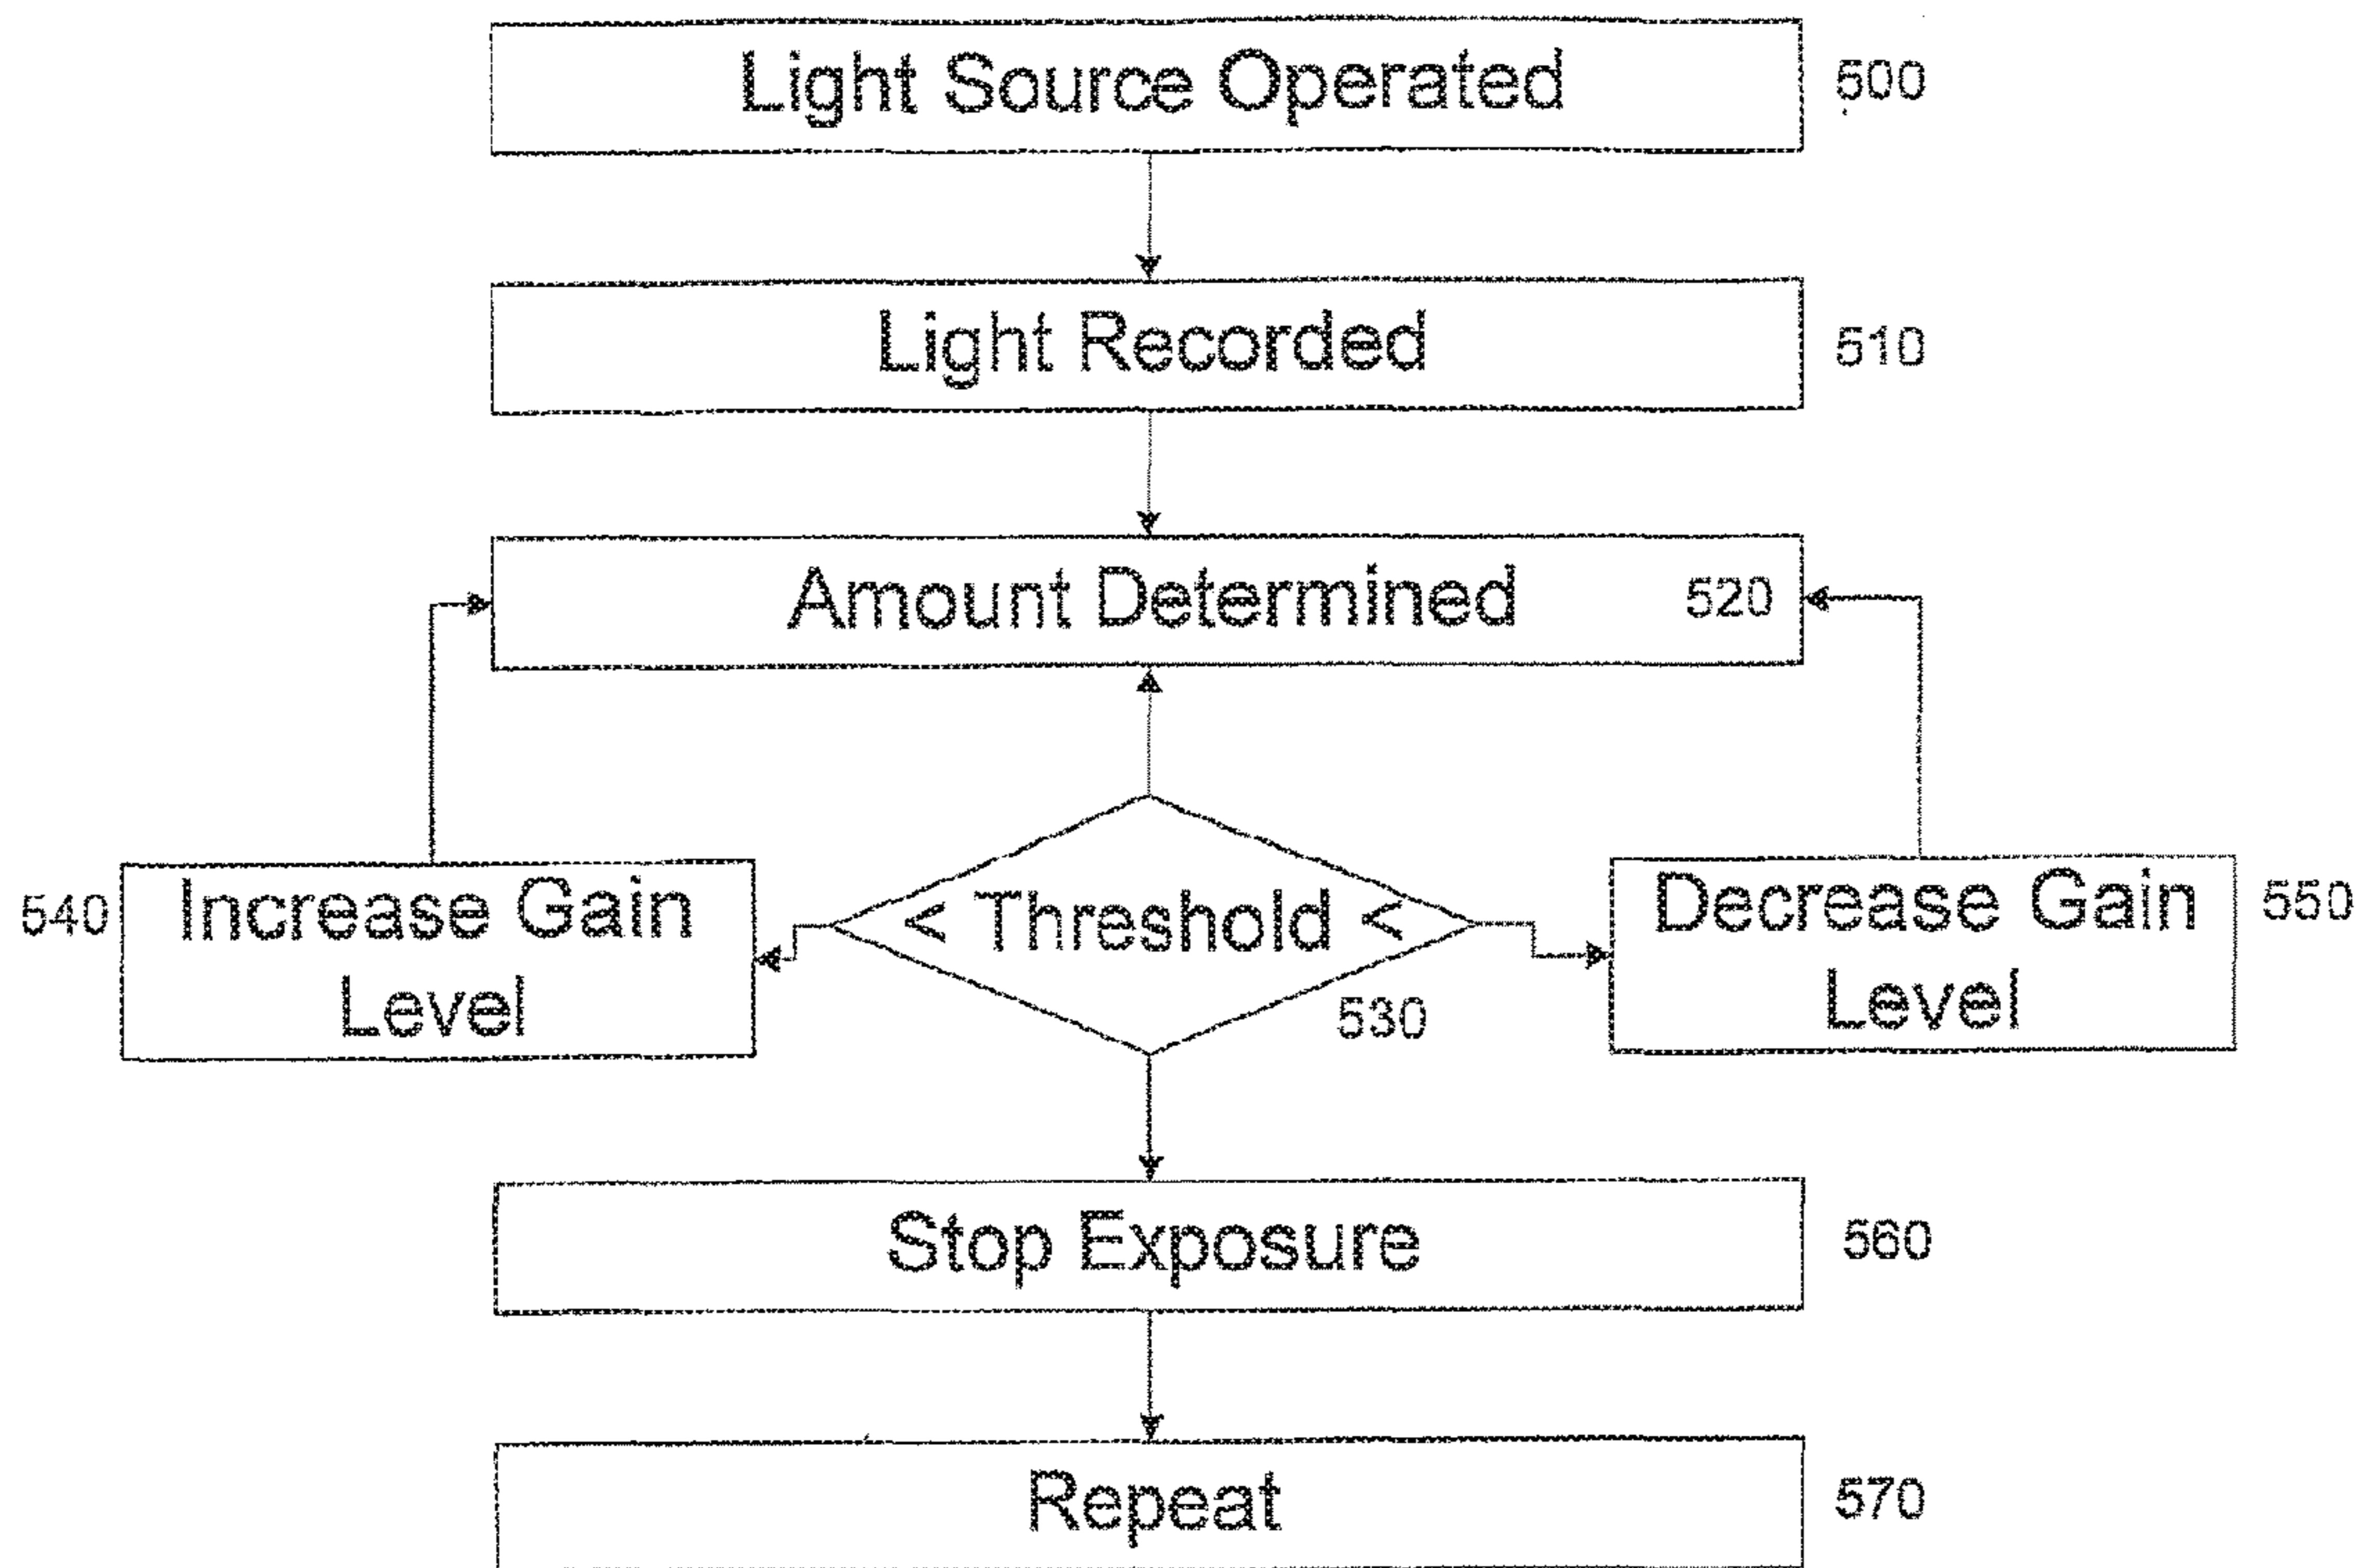 Light Source Operated 500
Light Recorded 510
Amount Determined 520
540 Increase Gain
Level
< Threshold <
530
Decrease Gain 550
Level
Stop Exposure 560
Repeat 570